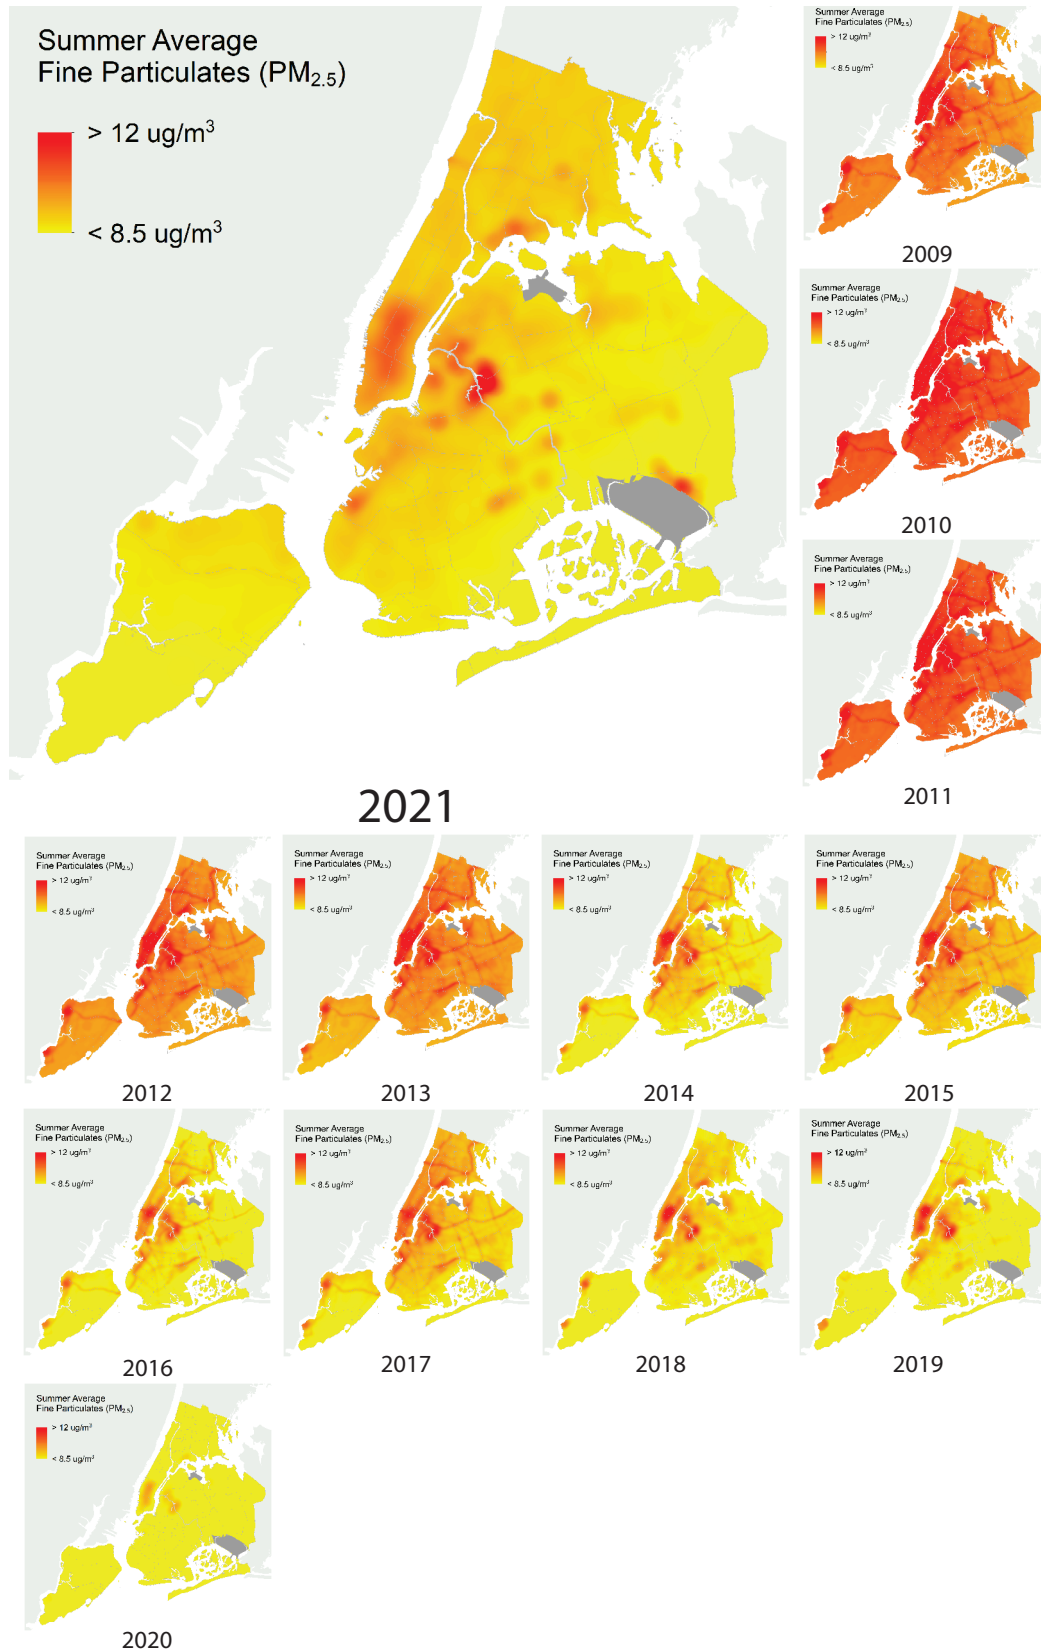 Summer Average
Fine Particulates (PM2.5)
> 12 ug/m³
< 8.5 ug/m³
2021
Summer Average
Fine Particulates (PM2.5)
> 12 ug/m³
< 8.5 ug/m³
2009
Summer Average
Fine Particulates (PM2.5)
> 12 ug/m³
< 8.5 ug/m³
2010
Summer Average
Fine Particulates (PM2.5)
> 12 ug/m³
< 8.5 ug/m³
2011
Summer Average
Fine Particulates (PM2.5)
> 12 ug/m³
< 8.5 ug/m³
2012
Summer Average
Fine Particulates (PM2.5)
> 12 ug/m³
< 8.5 ug/m³
2013
Summer Average
Fine Particulates (PM2.5)
> 12 ug/m³
< 8.5 ug/m³
2014
Summer Average
Fine Particulates (PM2.5)
> 12 ug/m³
< 8.5 ug/m³
2015
Summer Average
Fine Particulates (PM2.5)
> 12 ug/m³
< 8.5 ug/m³
2016
Summer Average
Fine Particulates (PM2.5)
> 12 ug/m³
< 8.5 ug/m³
2017
Summer Average
Fine Particulates (PM2.5)
> 12 ug/m³
< 8.5 ug/m³
2018
Summer Average
Fine Particulates (PM2.5)
> 12 ug/m³
< 8.5 ug/m³
2019
Summer Average
Fine Particulates (PM2.5)
> 12 ug/m³
< 8.5 ug/m³
2020